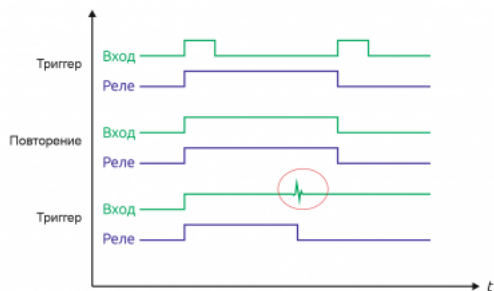 Триггер
Вход
Реле
Повторение
Вход
Реле
Триггер
Вход
Реле
t